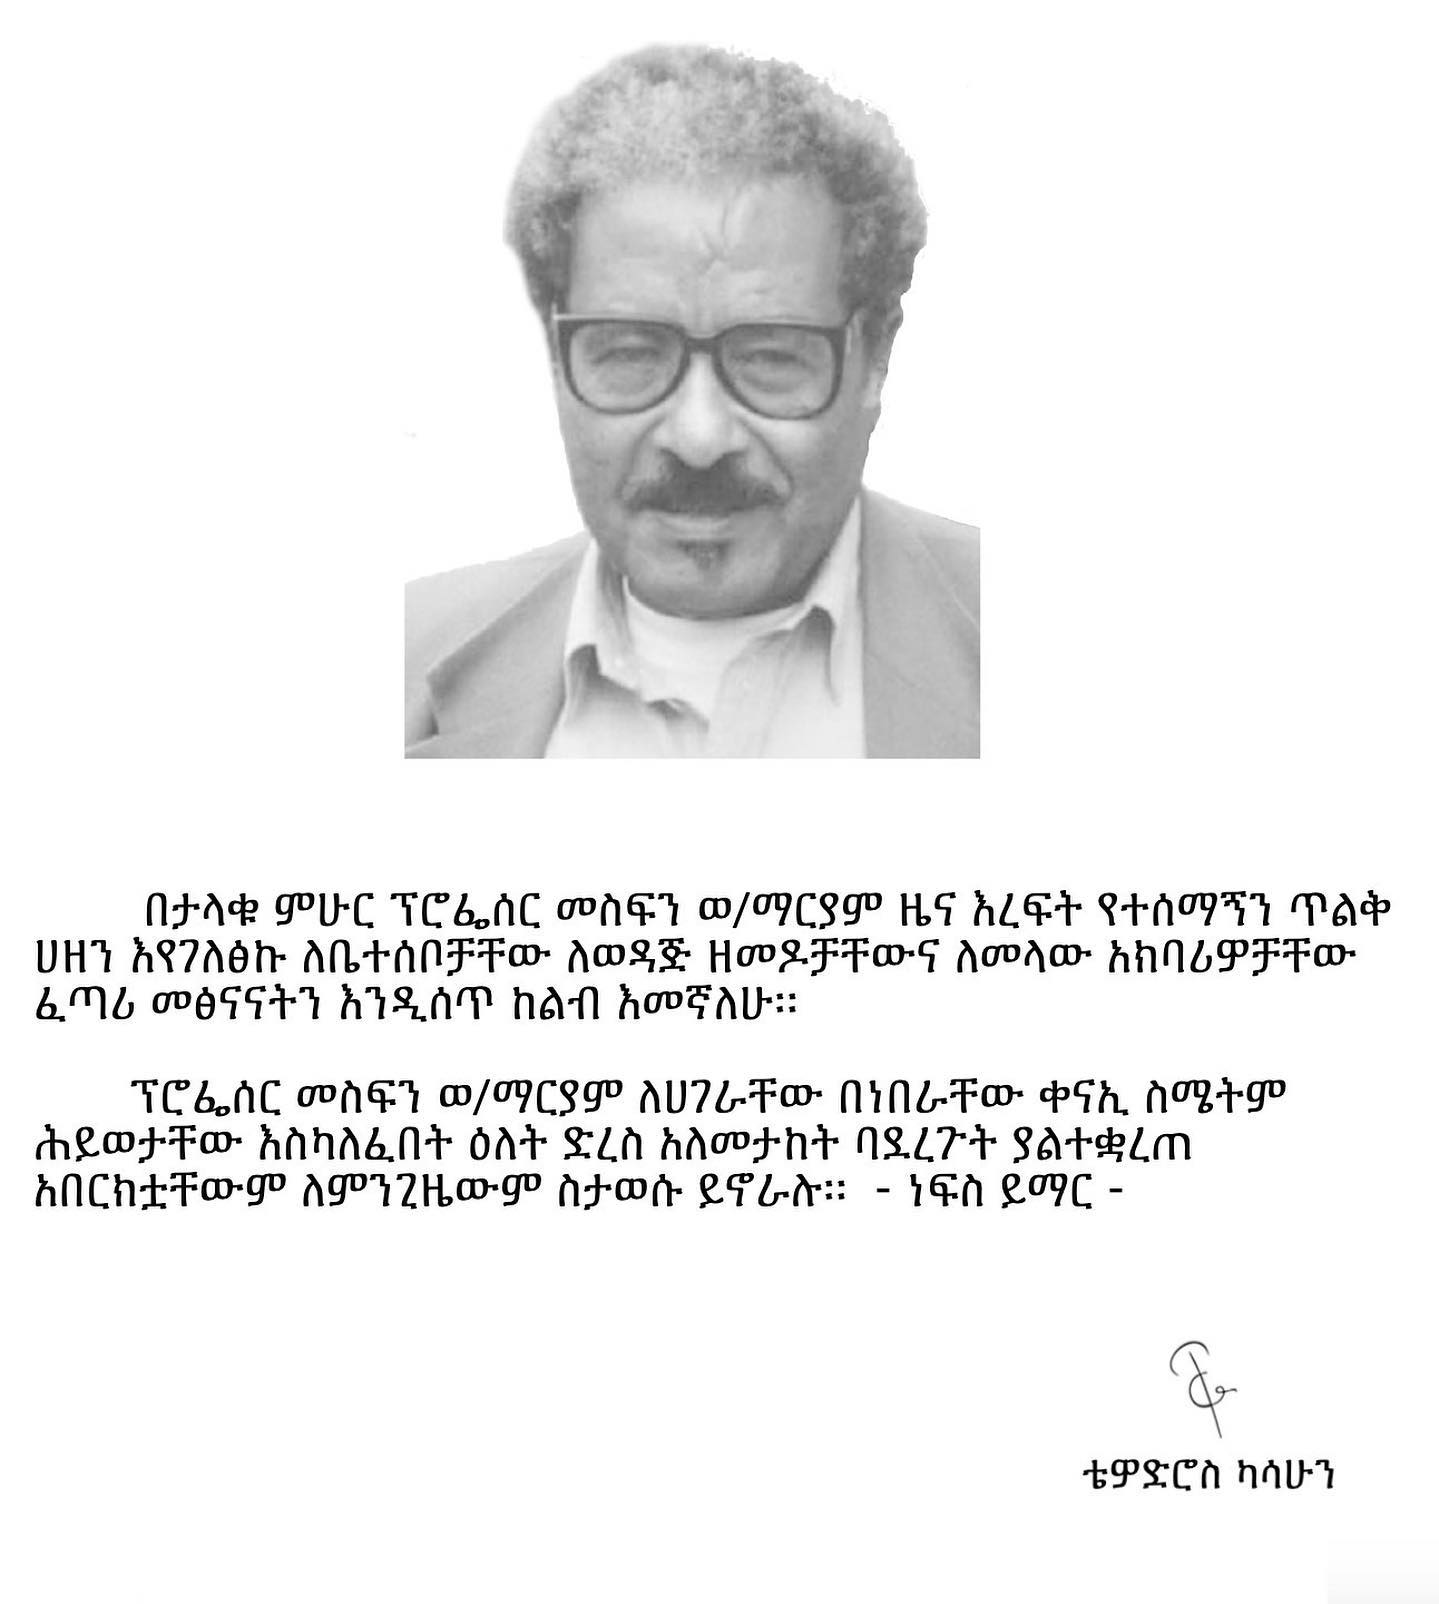 በታላቁ ምሁር ፕሮፌሰር መስፍን ወ/ማርያም ዜና እረፍት የተሰማኝን ጥልቅ
ሀዘን እየገለፅኩ ለቤተሰቦቻቸው ለወዳጅ ዘመዶቻቸውና ለመላው አክባሪዎቻቸው
ፈጣሪ መፅናናትን እንዲሰጥ ከልብ እመኛለሁ።
ፕሮፌሰር መስፍን ወ/ማርያም ለሀገራቸው በነበራቸው ቀናኢ ስሜትም
ሕይወታቸው እስካለፈበት ዕለት ድረስ አለመታከት ባደረጉት ያልተቋረጠ
አበርክቷቸውም ለምንጊዜውም ስታወሱ ይኖራሉ። - ነፍስ ይማር -
ቴዎድሮስ ካሳሁን